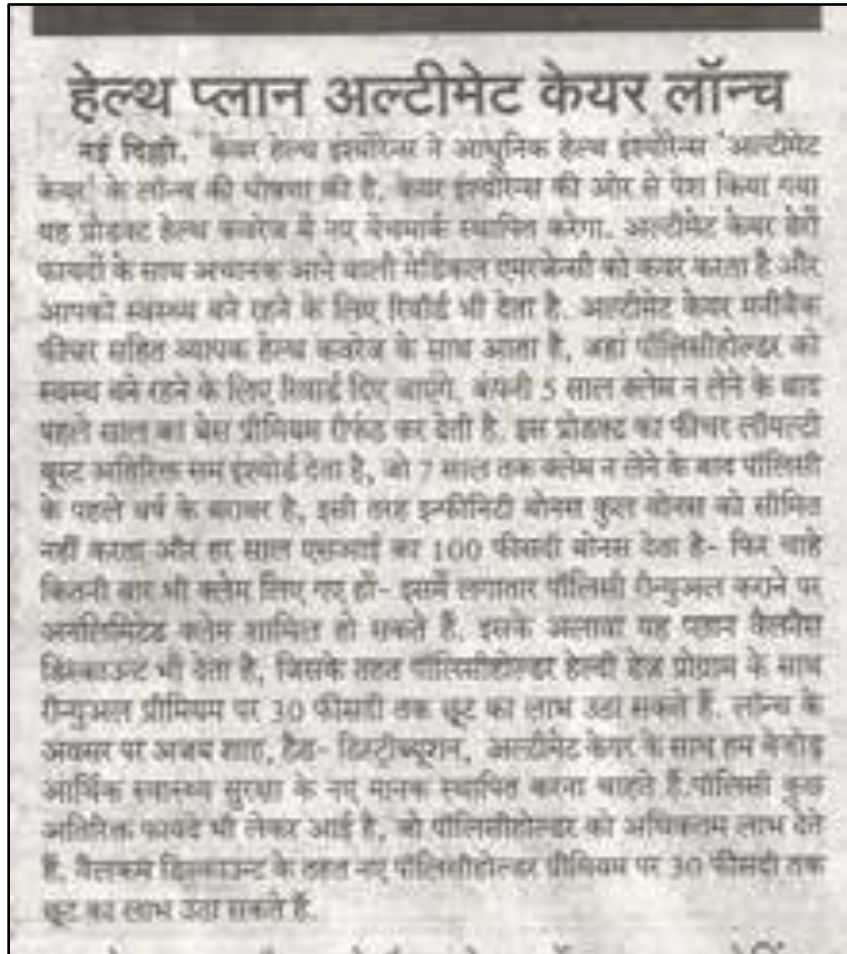 हेल्थ प्लान अल्टीमेट केयर लॉन्च
नई दिल्ली. केयर हेल्थ इंश्योरेन्स ने आधुनिक हेल्थ इंश्योरेन्स 'अल्टीमेट
केयर' के लॉन्च की घोषणा की है. केयर इंश्योरेन्स की ओर से पेश किया गया
यह प्रोडक्ट हेल्थ कवरेज में नए बेंचमार्क स्थापित करेगा. अल्टीमेट केयर ढेरों
फायदों के साथ अचानक आने वाली मेडिकल एमरजेन्सी को कवर करता है और
आपको स्वस्थ्य बने रहने के लिए रिवॉर्ड भी देता है. अल्टीमेट केयर मनीबैक
फीचर सहित व्यापक हेल्थ कवरेज के साथ आता है, जहां पॉलिसीहोल्डर को
स्वस्थ बने रहने के लिए रिवार्ड दिए जाएंगे. कंपनी 5 साल क्लेम न लेने के बाद
पहले साल का बेस प्रीमियम रीफंड कर देती है. इस प्रोडक्ट का फीचर लॉयल्टी
बूस्ट अतिरिक्त सम इंश्योर्ड देता है, जो 7 साल तक क्लेम न लेने के बाद पॉलिसी
के पहले वर्ष के बराबर है, इसी तरह इन्फीनिटी बोनस कुल बोनस को सीमित
नहीं करता और हर साल एसआई का 100 फीसदी बोनस देता है- फिर चाहे
कितनी बार भी क्लेम लिए गए हों- इसमें लगातार पॉलिसी रीन्युअल कराने पर
अनलिमिटेड क्लेम शामिल हो सकते हैं. इसके अलावा यह प्लान वैलनैस
डिस्काउन्ट भी देता है, जिसके तहत पॉलिसीहोल्डर हेल्दी डेज़ प्रोग्राम के साथ
रीन्युअल प्रीमियम पर 30 फीसदी तक छूट का लाभ उठा सकते हैं. लॉन्च के
अवसर पर अजय शाह, हैड- डिस्ट्रीब्यूशन, अल्टीमेट केयर के साथ हम बेजोड़
आर्थिक स्वास्थ्य सुरक्षा के नए मानक स्थापित करना चाहते हैं.पॉलिसी कुछ
अतिरिक्त फायदे भी लेकर आई है, जो पॉलिसीहोल्डर को अधिकतम लाभ देते
हैं. वैलकम डिस्काउन्ट के तहत नए पॉलिसीहोल्डर प्रीमियम पर 30 फीसदी तक
छूट का लाभ उठा सकते हैं.